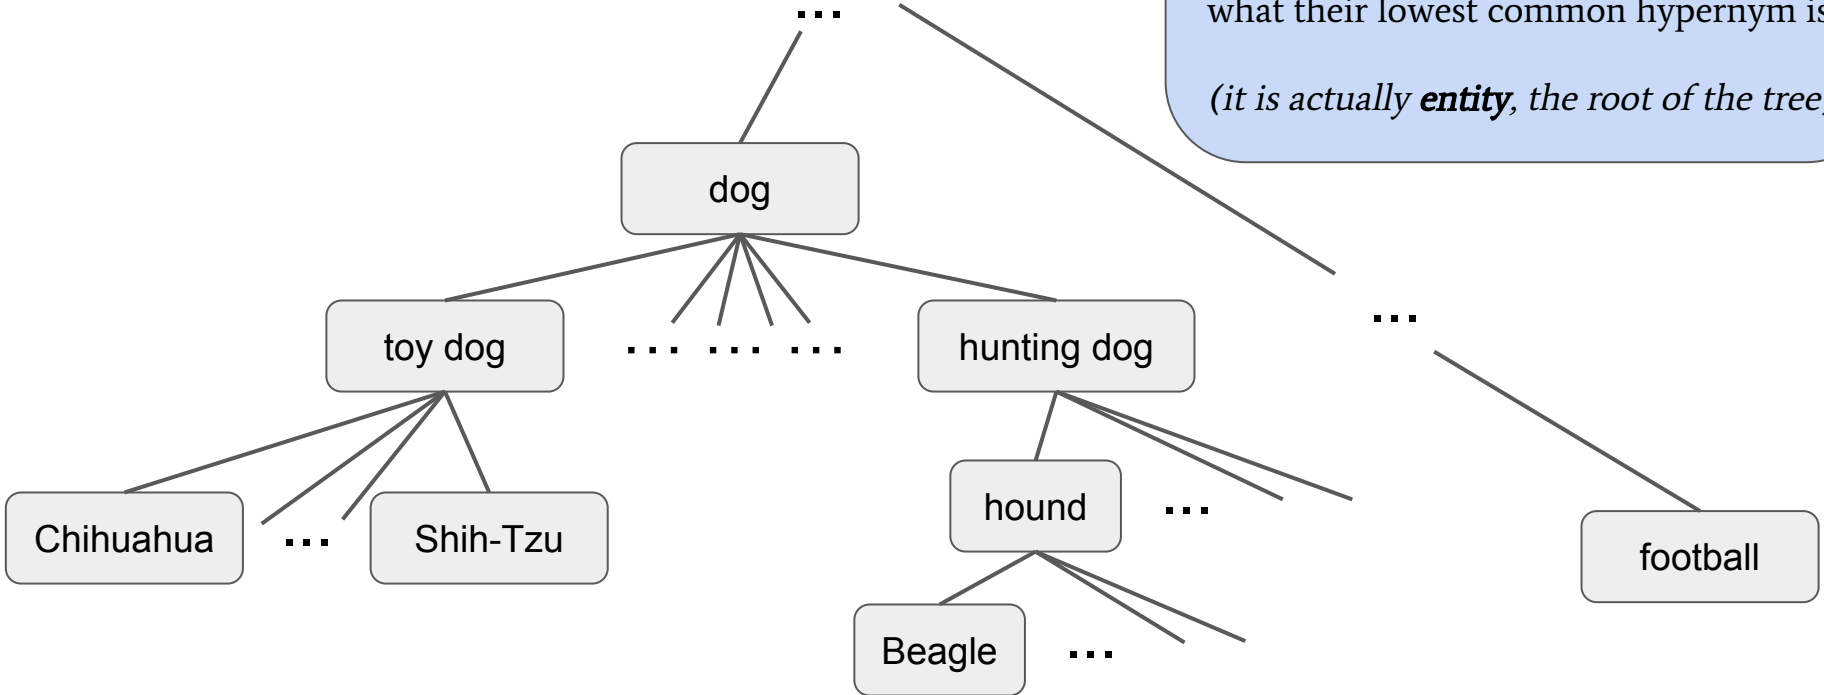 ...
what their lowest common hypernym is
(it is actually entity, the root of the tree
dog
toy dog
... ... ...
hunting dog
...
Chihuahua
...
Shih-Tzu
hound
...
football
Beagle
...